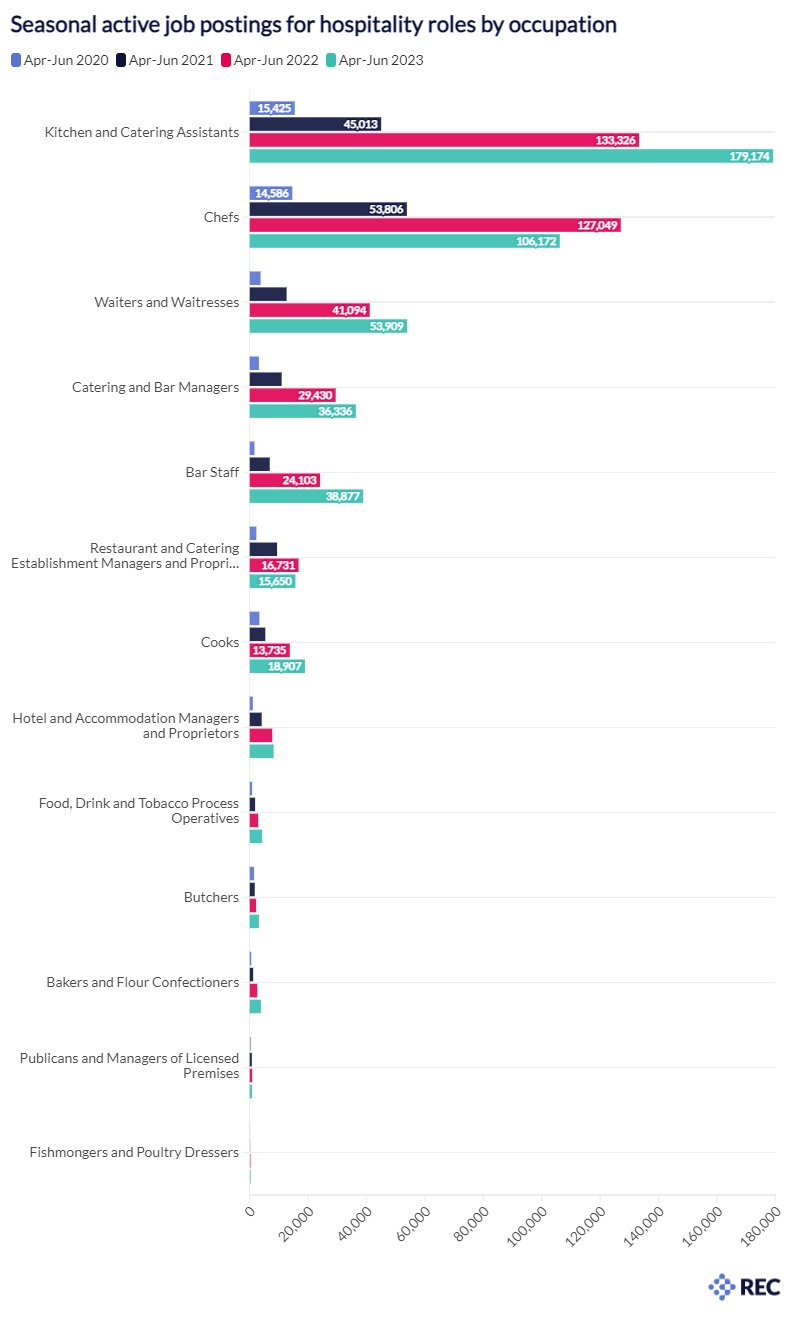 Seasonal active job postings for hospitality roles by occupation
Apr-Jun 2020 Apr-Jun 2021 Apr-Jun 2022 Apr-Jun 2023
15,425
45,013
Kitchen and Catering Assistants
133,326
179,174
14,586
53,806
Chefs
127,049
106,172
Waiters and Waitresses
41,094
53,909
Catering and Bar Managers
29,430
36,336
Bar Staff
24,103
38,877
Restaurant and Catering
Establishment Managers and Propri...
16,731
15,650
Cooks
13,735
18,907
Hotel and Accommodation Managers
and Proprietors
Food, Drink and Tobacco Process
Operatives
Butchers
Bakers and Flour Confectioners
Publicans and Managers of Licensed
Premises
Fishmongers and Poultry Dressers
0
20,000
40,000
60,000
80,000
100,000
120,000
140,000
160,000
180,000
REC